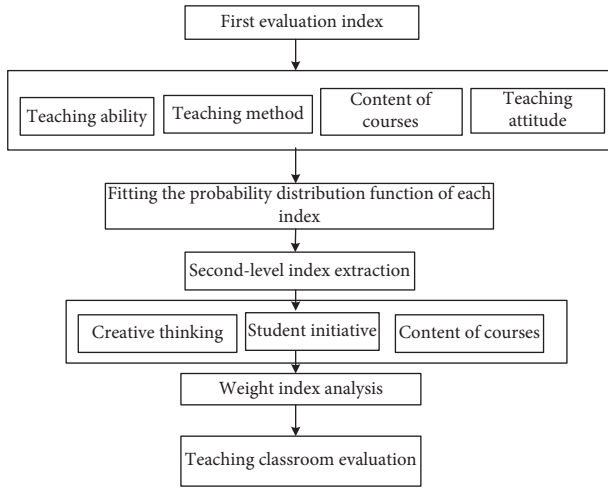 First evaluation index
Teaching ability
Teaching method
Content of
courses
Teaching
attitude
Fitting the probability distribution function of each
index
Second-level index extraction
Creative thinking
Student initiative
Content of courses
Weight index analysis
Teaching classroom evaluation